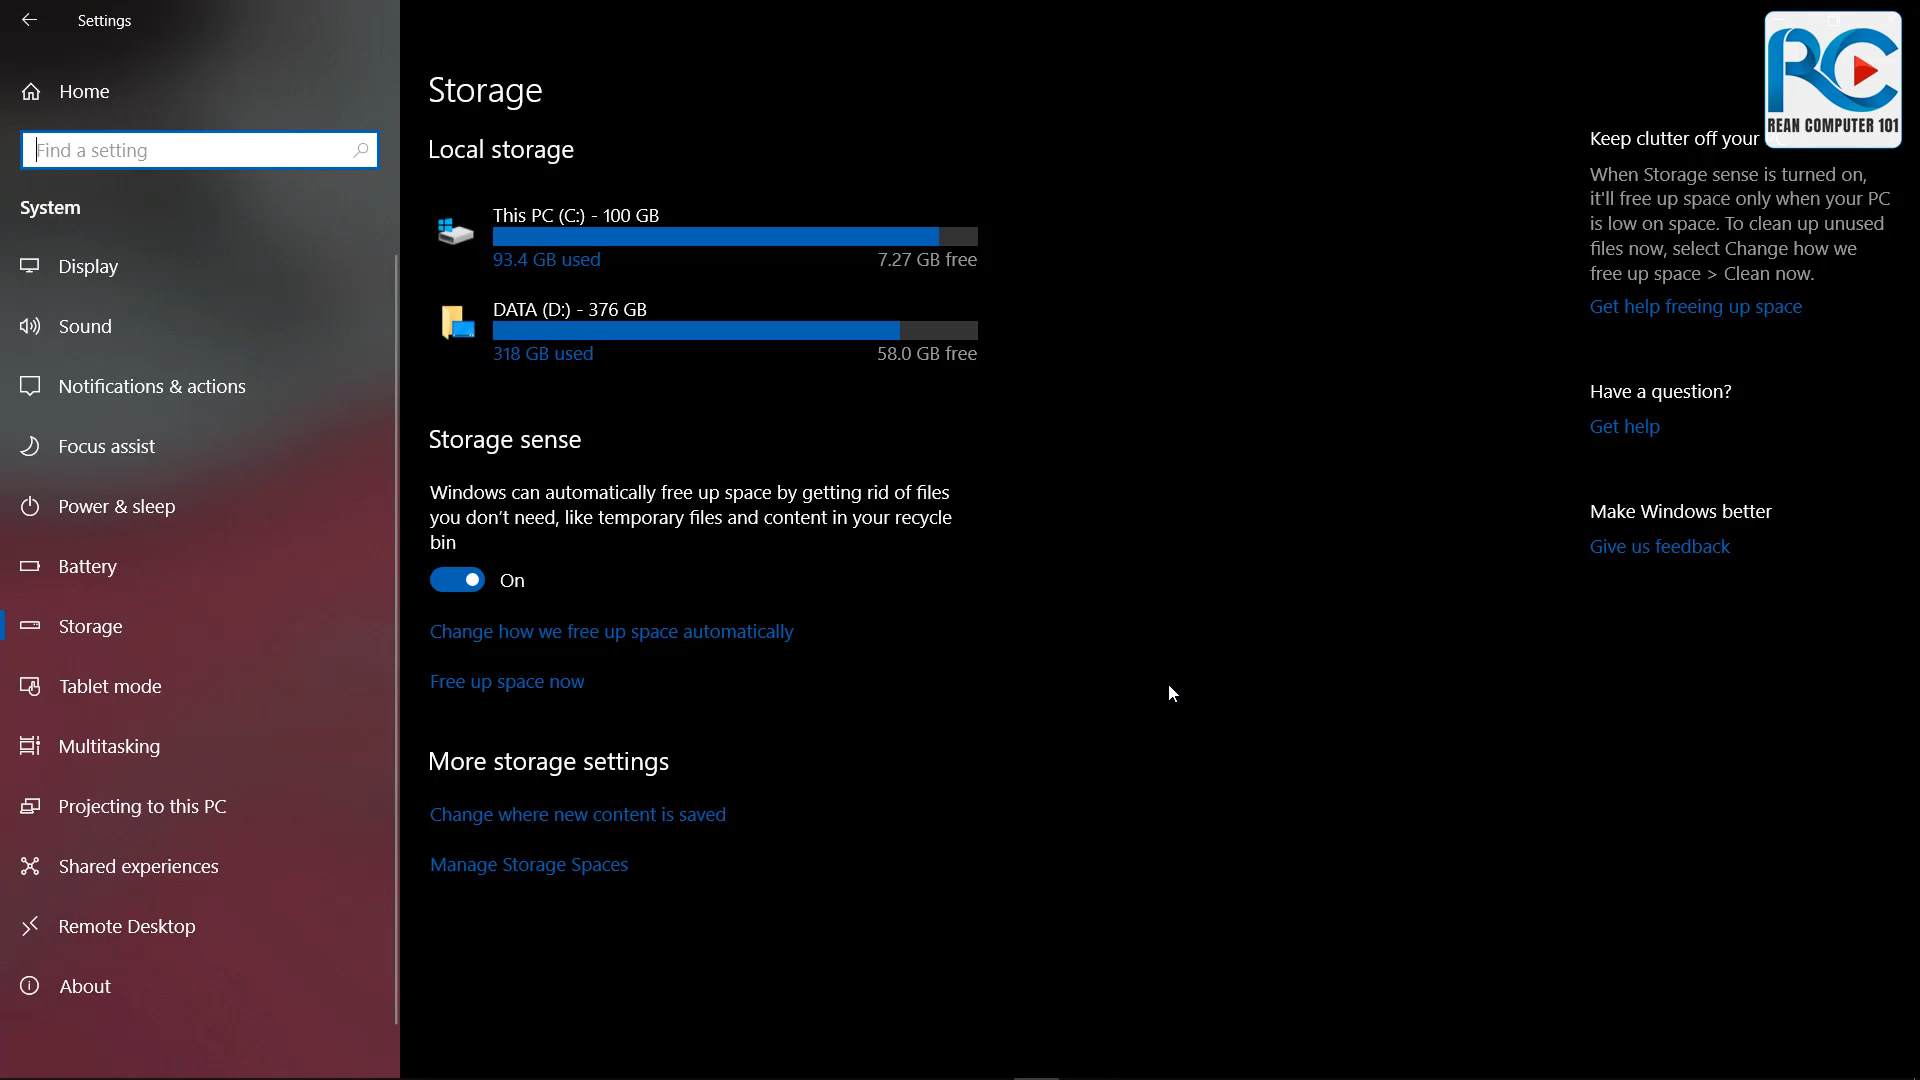 Settings
Home
Find a setting
System
Display
Sound
Notifications & actions
Focus assist
Power & sleep
Battery
Storage
Tablet mode
Multitasking
Projecting to this PC
Shared experiences
Remote Desktop
About
Storage
Local storage
This PC (C:) - 100 GB
93.4 GB used
7.27 GB free
DATA (D:) - 376 GB
318 GB used
58.0 GB free
Storage sense
Windows can automatically free up space by getting rid of files
you don’t need, like temporary files and content in your recycle
bin
On
Change how we free up space automatically
Free up space now
More storage settings
Change where new content is saved
Manage Storage Spaces
RC
REAN COMPUTER 101
Keep clutter off your
When Storage sense is turned on,
it'll free up space only when your PC
is low on space. To clean up unused
files now, select Change how we
free up space > Clean now.
Get help freeing up space
Have a question?
Get help
Make Windows better
Give us feedback